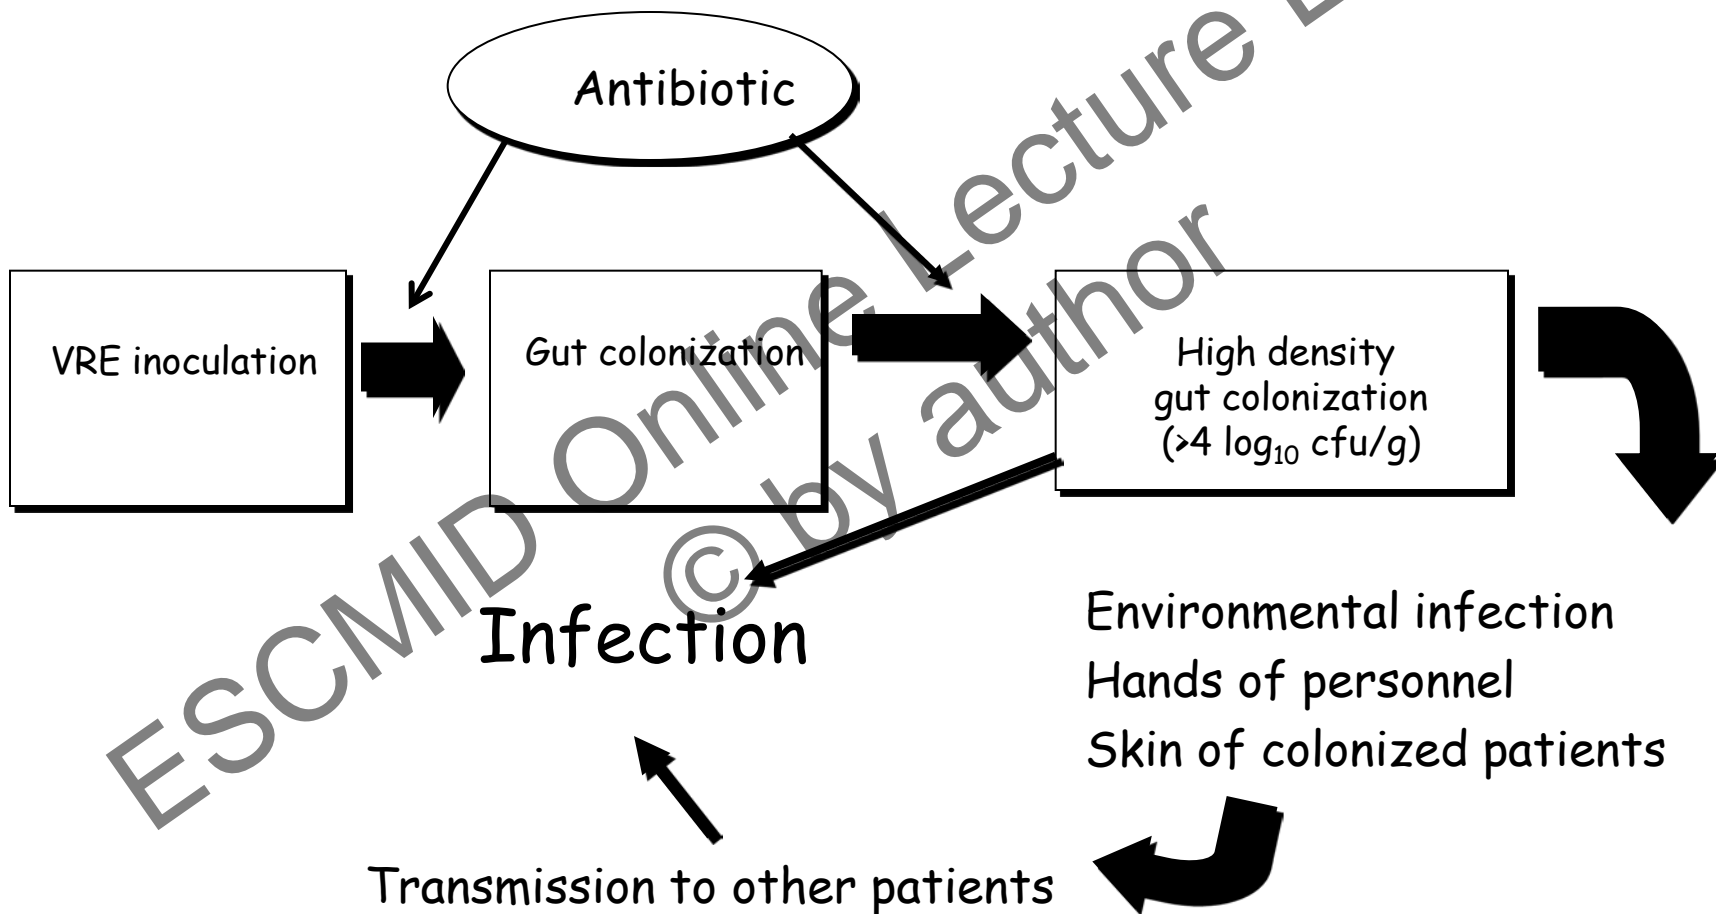 Antibiotic
VRE inoculation
Gut colonization
High density
gut colonization
(>4 log₁₀ cfu/g)
Infection
Environmental infection
Hands of personnel
Skin of colonized patients
Transmission to other patients
ESCMID Online Lecture
© by author